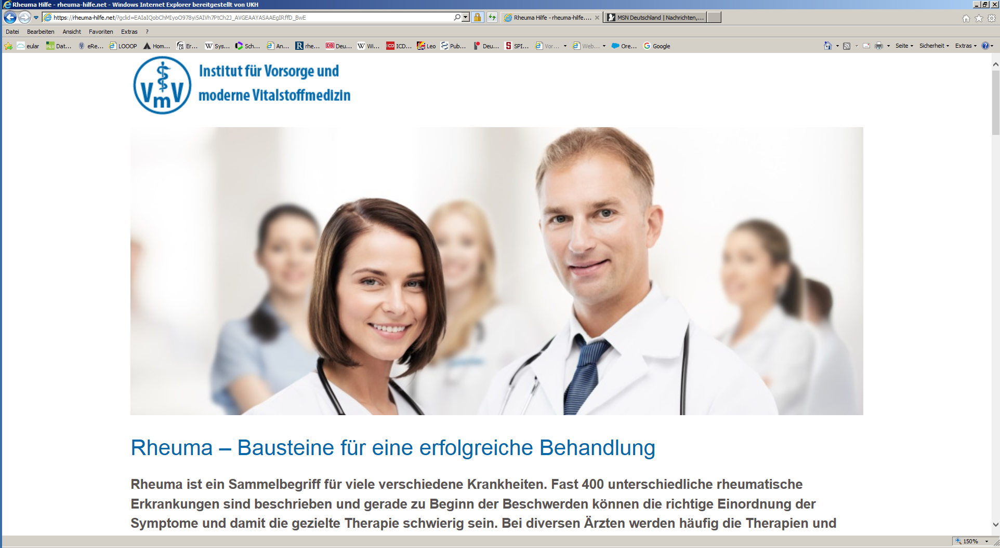 Rheuma Hilfe - rheuma-hilfe.net - Windows Internet Explorer bereitgestellt von UKH
https://rheuma-hilfe.net/?gclid=EAIaIQobChMIyoO978yi5AIVh7PtCh2J_AVGEAAYASAAEgIRffD_BwE
Rheuma Hilfe - rheuma-hilfe....
MSN Deutschland | Nachrichten,...
Datei Bearbeiten Ansicht Favoriten Extras ?
eular Dat... eRe... LOOOP Hom... Er... Sys... Sch... An... rhe... Deu... Wi... ICD... Leo Pub... Deu... SPI... Vor... Web... Ore... Google
Seite Sicherheit Extras
VmV
Institut für Vorsorge und
moderne Vitalstoffmedizin
Rheuma – Bausteine für eine erfolgreiche Behandlung
Rheuma ist ein Sammelbegriff für viele verschiedene Krankheiten. Fast 400 unterschiedliche rheumatische
Erkrankungen sind beschrieben und gerade zu Beginn der Beschwerden können die richtige Einordnung der
Symptome und damit die gezielte Therapie schwierig sein. Bei diversen Ärzten werden häufig die Therapien und
150%